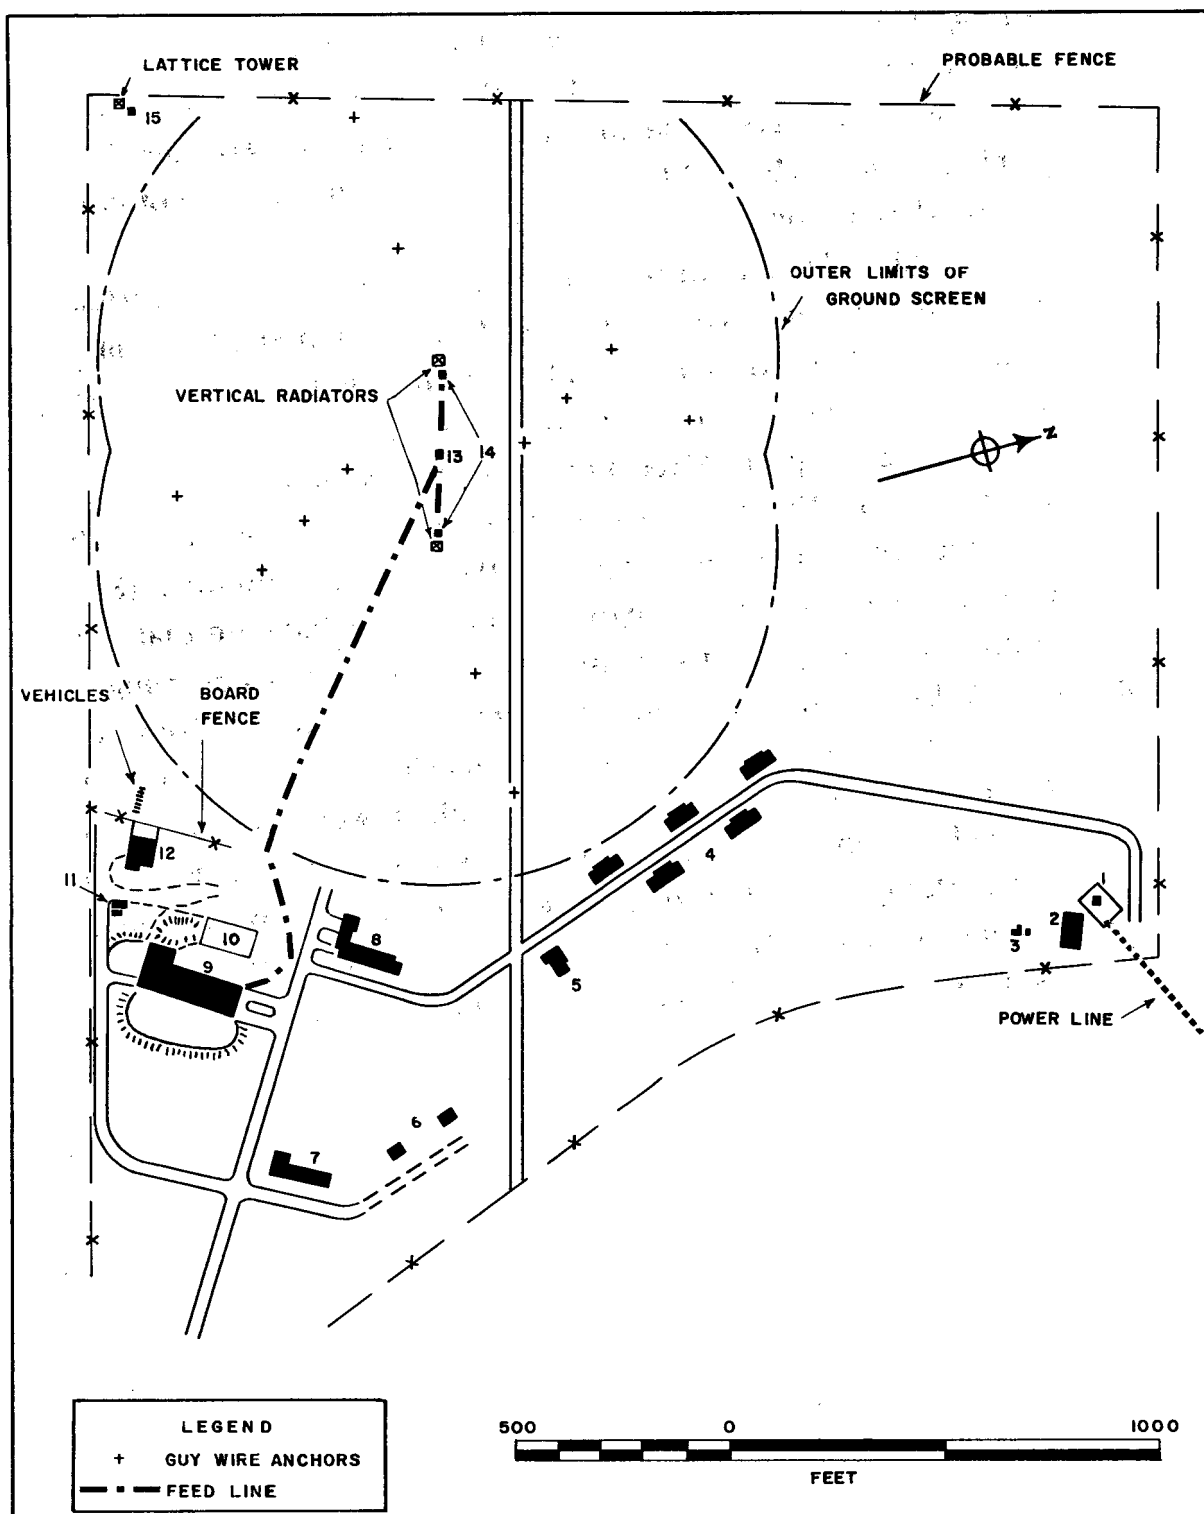 LATTICE TOWER
PROBABLE FENCE
15
OUTER LIMITS OF
GROUND SCREEN
VERTICAL RADIATORS
13
14
N
VEHICLES
BOARD
FENCE
12
4
11
1
2
3
10
8
9
5
POWER LINE
6
7
LEGEND
+ GUY WIRE ANCHORS
FEED LINE
500 0 1000
FEET